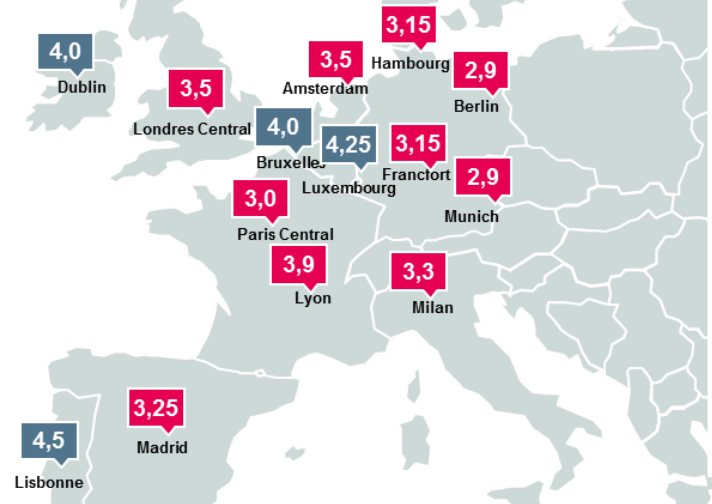 3,15
Hambourg
4,0
Dublin
3,5
Amsterdam
2,9
Berlin
3,5
Londres Central
4,0
Bruxelles
4,25
Luxembourg
3,15
Francfort
2,9
Munich
3,0
Paris Central
3,9
Lyon
3,3
Milan
3,25
Madrid
4,5
Lisbonne